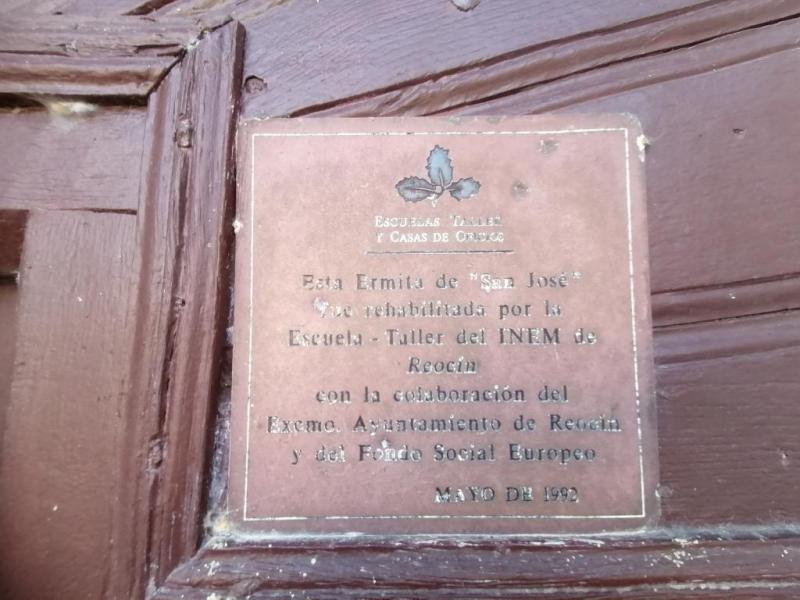 ESCUELAS TALLER
Y CASAS DE OFICIOS
Esta Ermita de "San José"
fue rehabilitada por la
Escuela - Taller del INEM de
Reocín
con la colaboración del
Excmo. Ayuntamiento de Reocín
y del Fondo Social Europeo
MAYO DE 1992